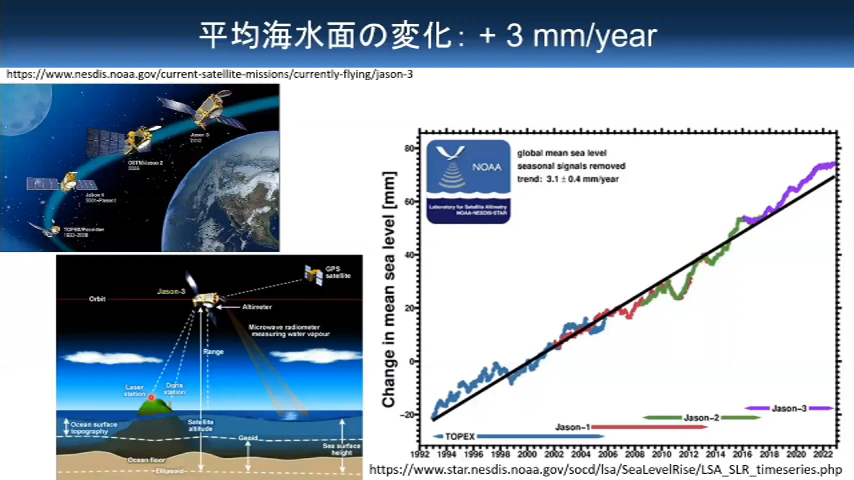 平均海水面の変化: + 3 mm/year
https://www.nesdis.noaa.gov/current-satellite-missions/currently-flying/jason-3
Jason-3
OSTM/Jason 2
Jason 1
2001-Present
TOPEX/Poseidon
GPS
satellite
Jason-3
Orbit
Altimeter
Microwave radiometer
measuring water vapour
Range
Laser
station
Doris
station
Ocean surface
topography
Satellite
altitude
Geoid
Sea surface
height
Ocean floor
Ellipsoid
NOAA
Laboratory for Satellite Altimetry
NOAA-NESDIS-STAR
global mean sea level
seasonal signals removed
trend: 3.1 ± 0.4 mm/year
Change in mean sea level [mm]
80
60
40
20
0
-20
TOPEX
Jason-1
Jason-2
Jason-3
1992 1994 1996 1998 2000 2002 2004 2006 2008 2010 2012 2014 2016 2018 2020 2022
https://www.star.nesdis.noaa.gov/socd/lsa/SeaLevelRise/LSA_SLR_timeseries.php